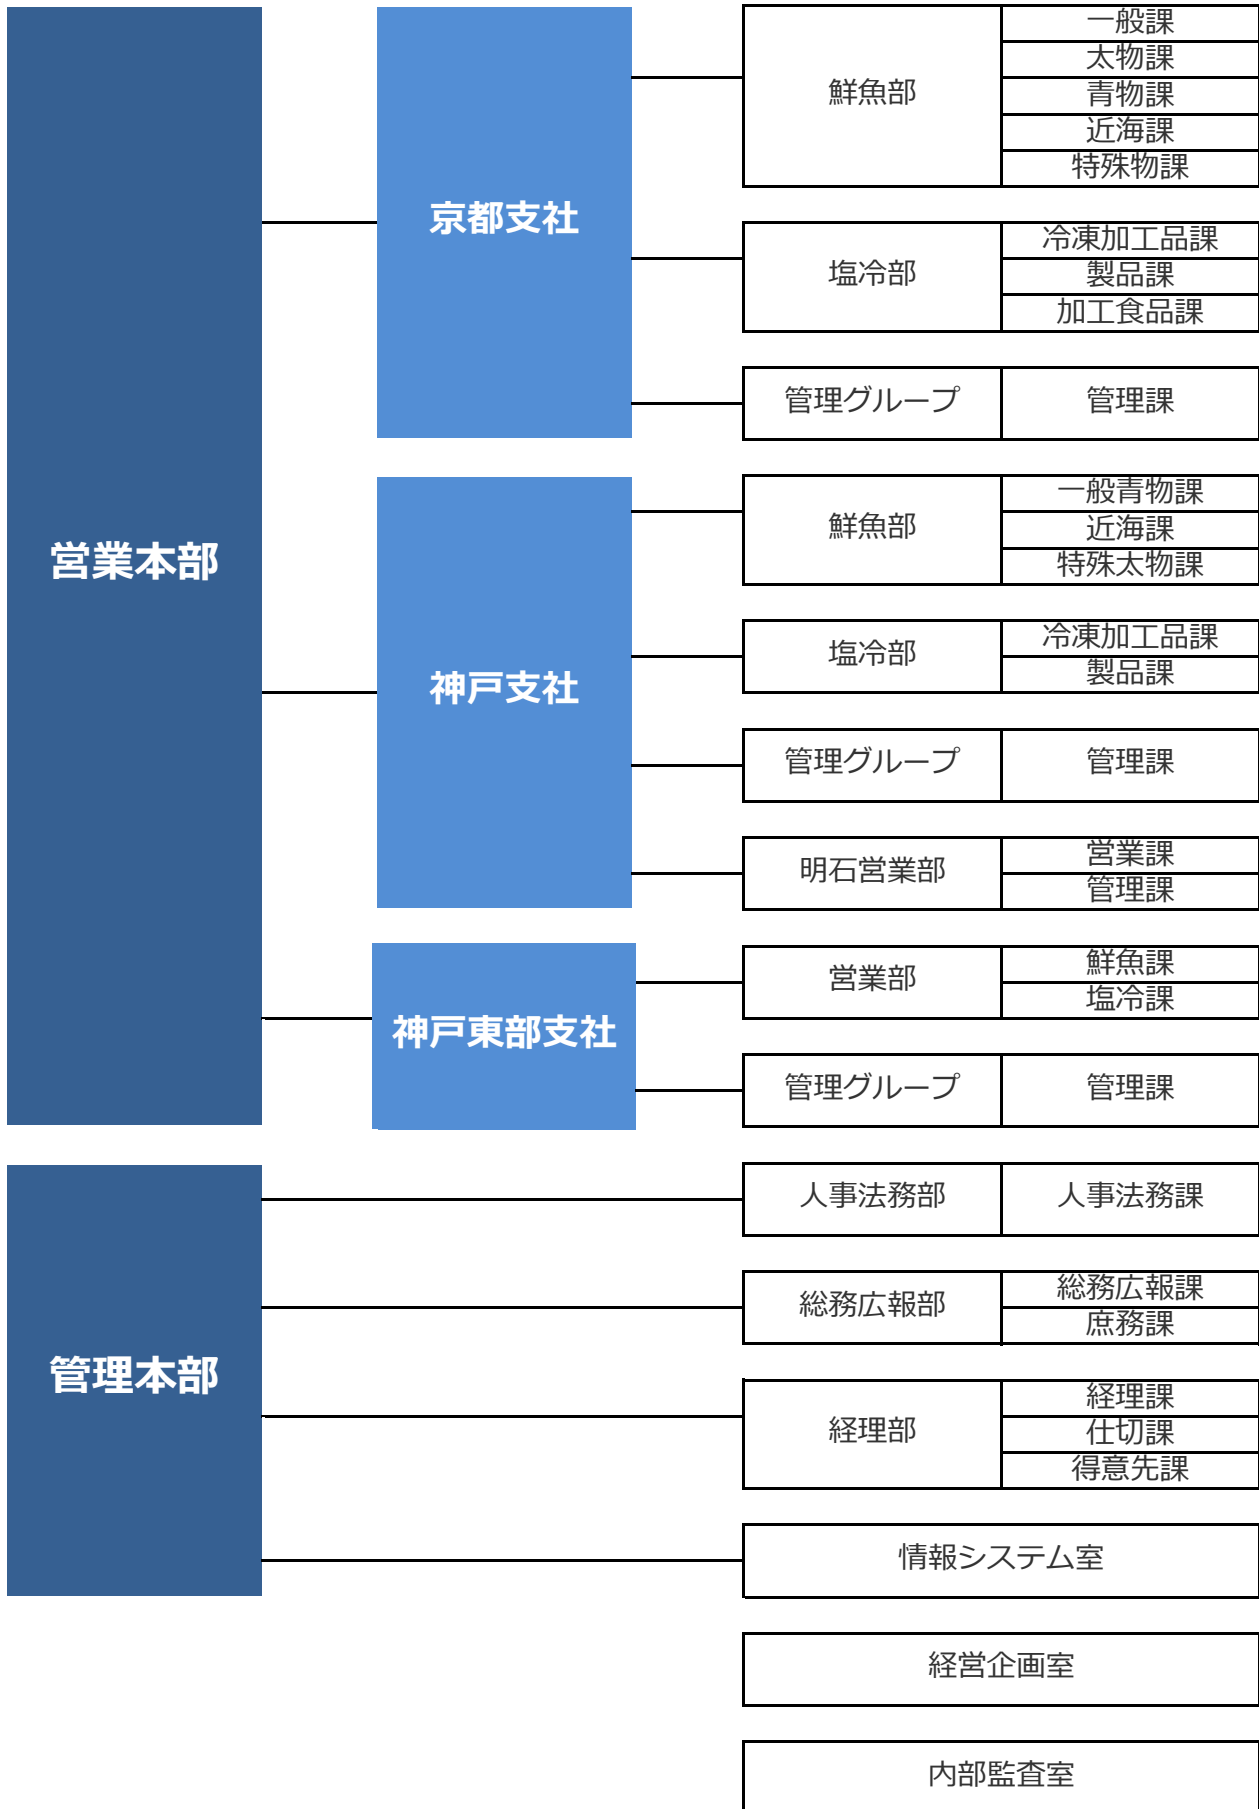 営業本部
京都支社
鮮魚部
一般課
太物課
青物課
近海課
特殊物課
塩冷部
冷凍加工品課
製品課
加工食品課
管理グループ
管理課
神戸支社
鮮魚部
一般青物課
近海課
特殊太物課
塩冷部
冷凍加工品課
製品課
管理グループ
管理課
明石営業部
営業課
管理課
神戸東部支社
営業部
鮮魚課
塩冷課
管理グループ
管理課
管理本部
人事法務部
人事法務課
総務広報部
総務広報課
庶務課
経理部
経理課
仕切課
得意先課
情報システム室
経営企画室
内部監査室